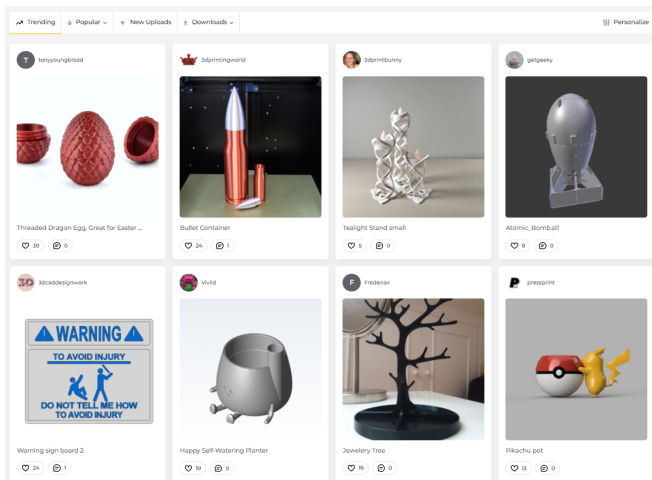 Trending
Popular
New Uploads
Downloads
Personalize
T
tonyyoungblood
3dprintingworld
3dprintbunny
getgeeky
Threaded Dragon Egg, Great for Easter ...
Bullet Container
Tealight Stand small
Atomic_Bomb.stl
30
0
24
1
5
0
8
0
3D
3dcaddesignwork
Viviid
F
Fredenax
P
pressprint
WARNING
TO AVOID INJURY
DO NOT TELL ME HOW
TO AVOID INJURY
Warning sign board 2
Happy Self-Watering Planter
Jewelery Tree
Pikachu pot
24
1
19
0
16
0
13
0